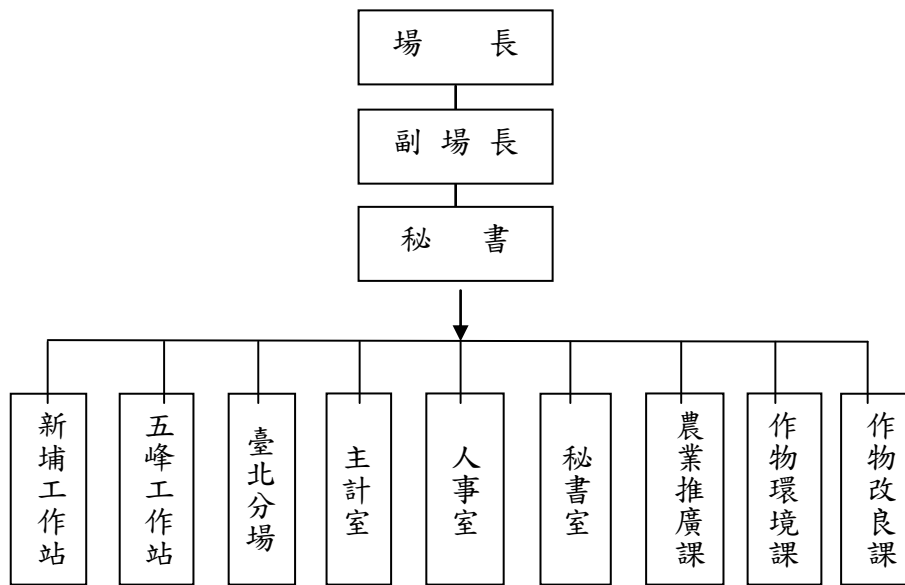 場長
副場長
秘書
新埔工作站
五峰工作站
臺北分場
主計室
人事室
秘書室
農業推廣課
作物環境課
作物改良課